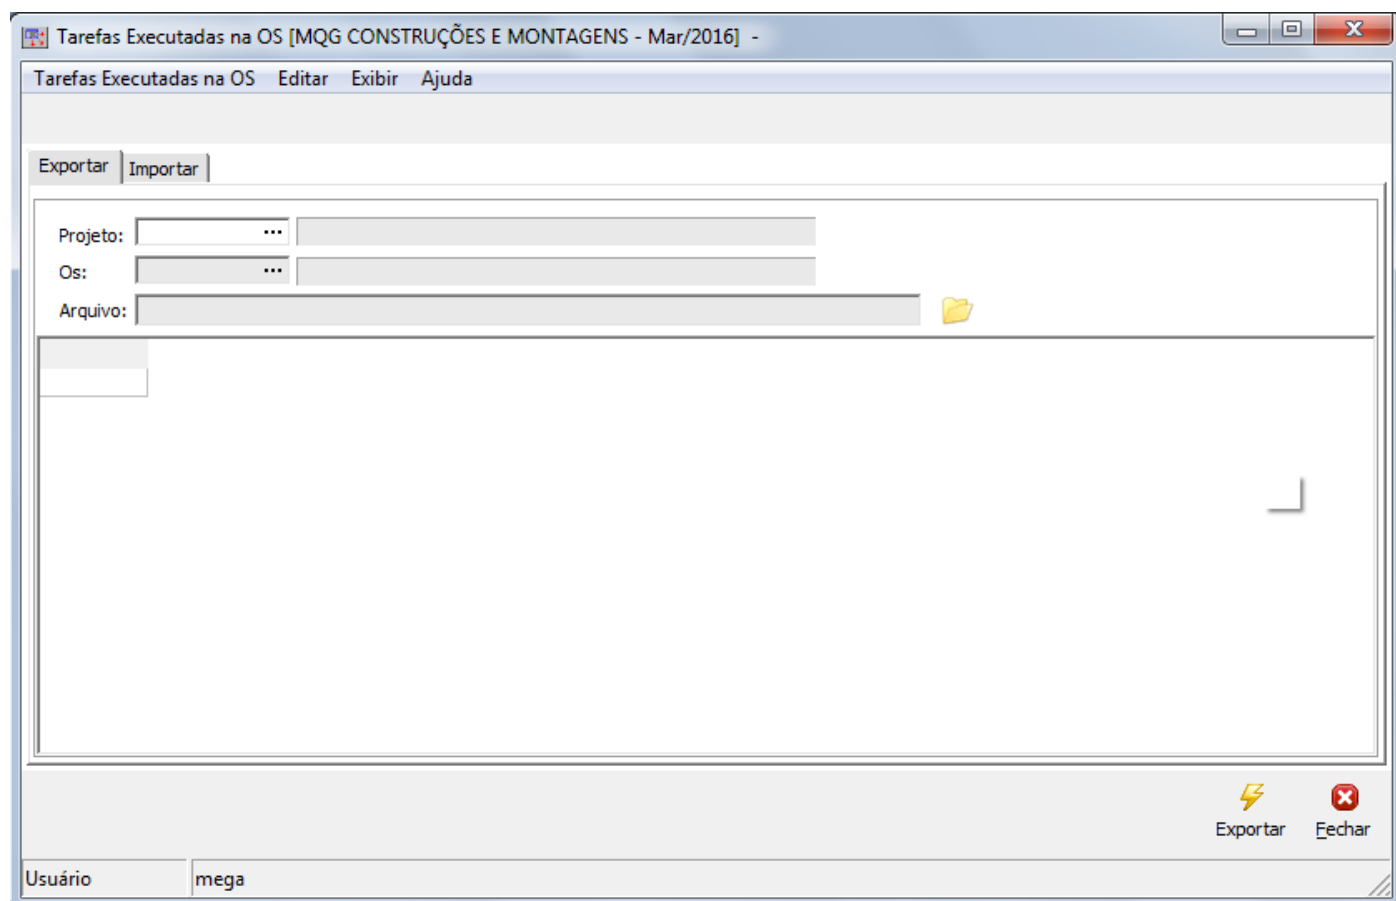 Tarefas Executadas na OS [MQG CONSTRUÇÕES E MONTAGENS - Mar/2016] -
Tarefas Executadas na OS Editar Exibir Ajuda
Exportar Importar
Projeto: ...
Os: ...
Arquivo:
Exportar Fechar
Usuário mega